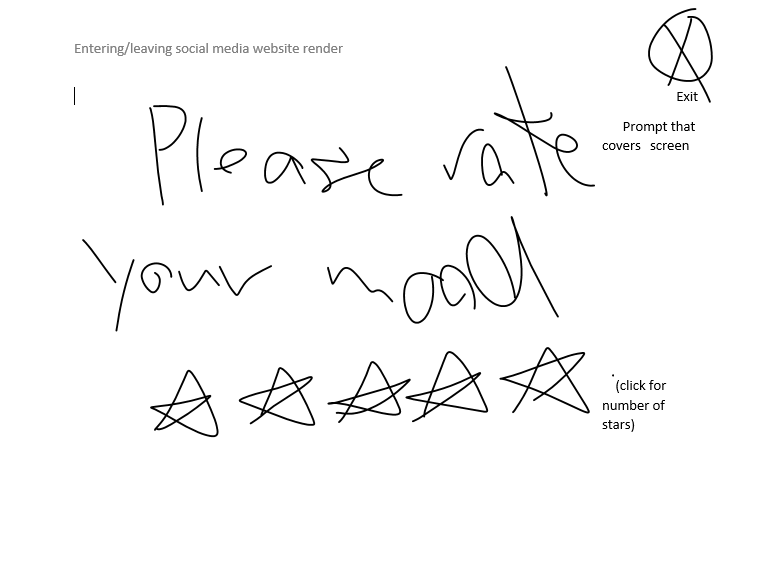 Entering/leaving social media website render
Exit
Prompt that
covers screen
Please rate
your mood
(click for
number of
stars)